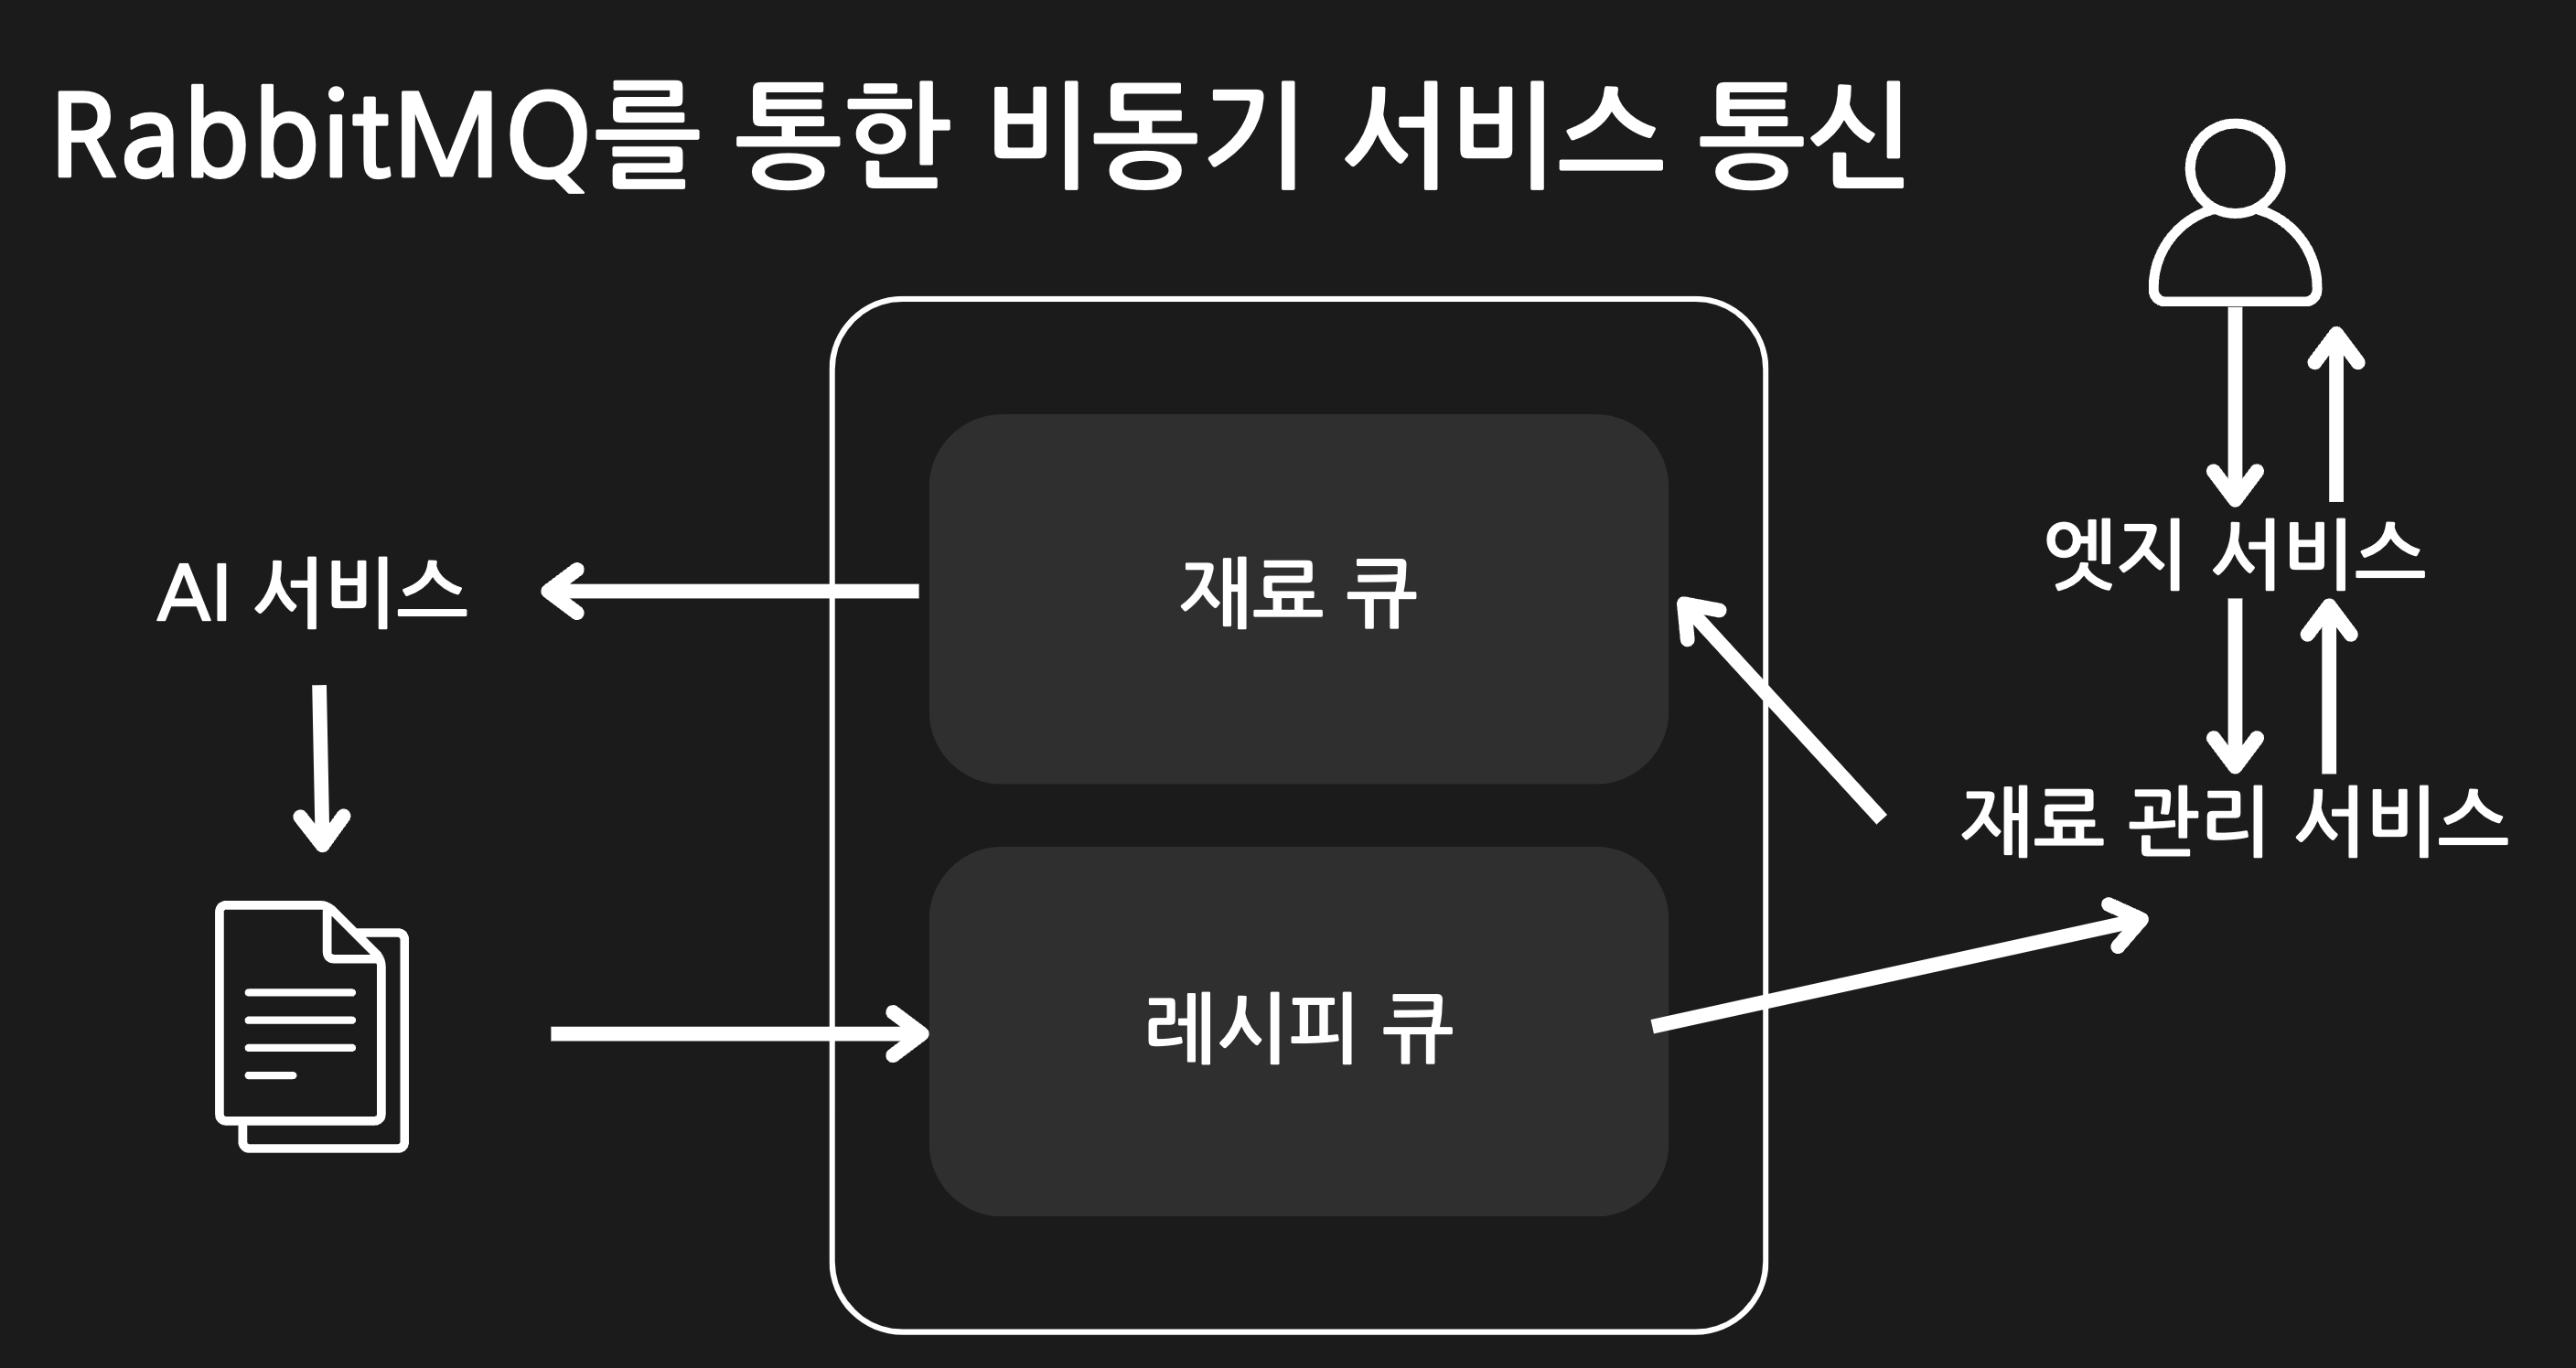 RabbitMQ를 통한 비동기 서비스 통신
엣지 서비스
AI 서비스
재료 큐
재료 관리 서비스
레시피 큐